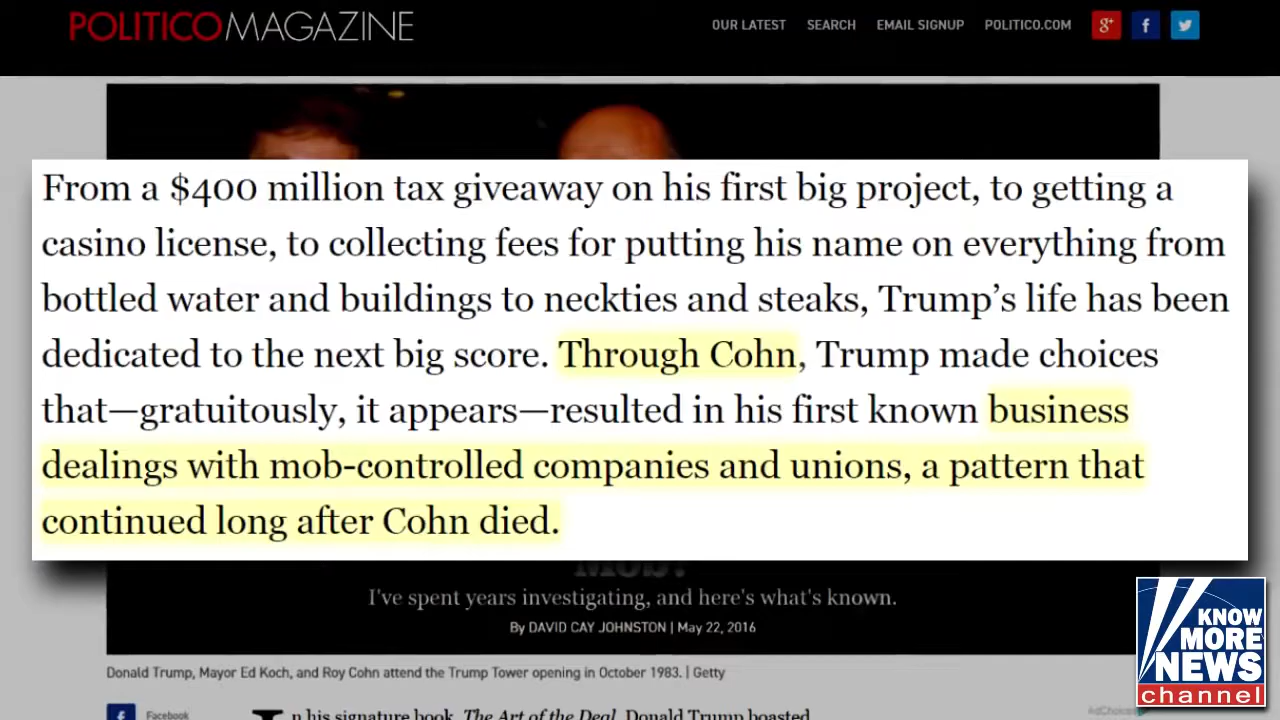 POLITICO MAGAZINE
OUR LATEST SEARCH EMAIL SIGNUP POLITICO.COM
From a $400 million tax giveaway on his first big project, to getting a
casino license, to collecting fees for putting his name on everything from
bottled water and buildings to neckties and steaks, Trump’s life has been
dedicated to the next big score. Through Cohn, Trump made choices
that—gratuitously, it appears—resulted in his first known business
dealings with mob-controlled companies and unions, a pattern that
continued long after Cohn died.
Mob?
I've spent years investigating, and here's what's known.
By DAVID CAY JOHNSTON | May 22, 2016
Donald Trump, Mayor Ed Koch, and Roy Cohn attend the Trump Tower opening in October 1983. | Getty
Facebook
In his signature book, The Art of the Deal, Donald Trump boasted
AdChoices
KNOW
MORE
NEWS
channel